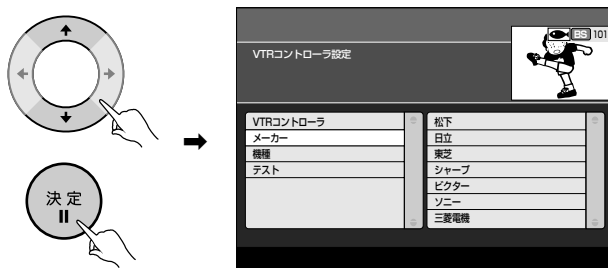 決定
VTRコントローラ設定
BS 101
VTRコントローラ
メーカー
機種
テスト
松下
日立
東芝
シャープ
ビクター
ソニー
三菱電機